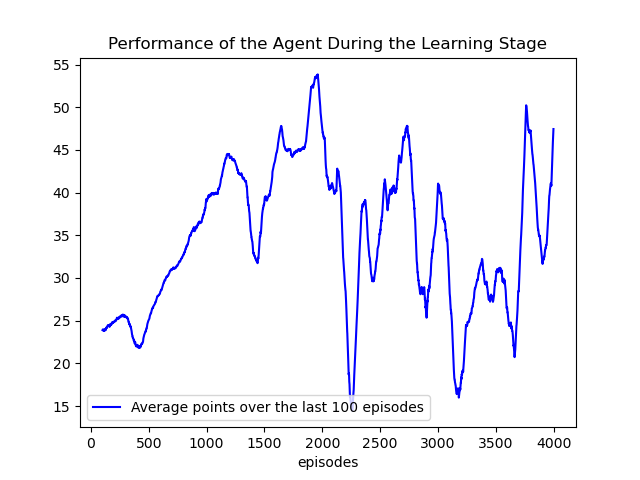 Performance of the Agent During the Learning Stage
55
50
45
40
35
30
25
20
15
Average points over the last 100 episodes
0 500 1000 1500 2000 2500 3000 3500 4000
episodes